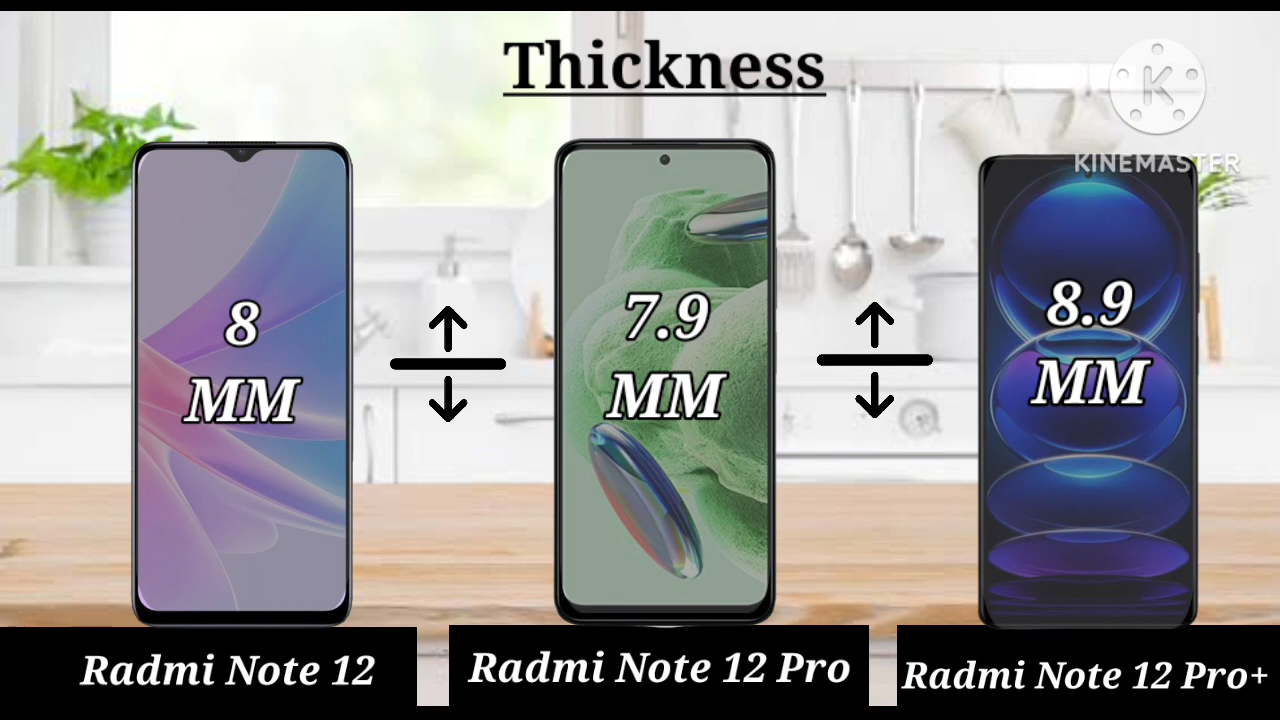 Thickness
K
KINEMASTER
8
MM
7.9
MM
8.9
MM
Radmi Note 12
Radmi Note 12 Pro
Radmi Note 12 Pro+